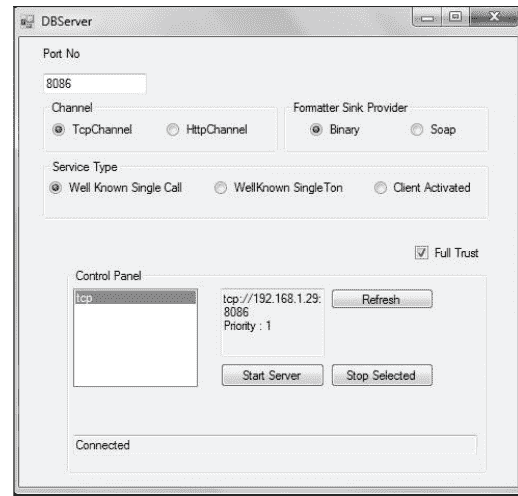 DBServer
Port No
8086
Channel
TcpChannel HttpChannel
Formatter Sink Provider
Binary Soap
Service Type
Well Known Single Call WellKnown SingleTon Client Activated
Full Trust
Control Panel
tcp
tcp://192.168.1.29:
8086
Priority : 1
Refresh
Start Server Stop Selected
Connected